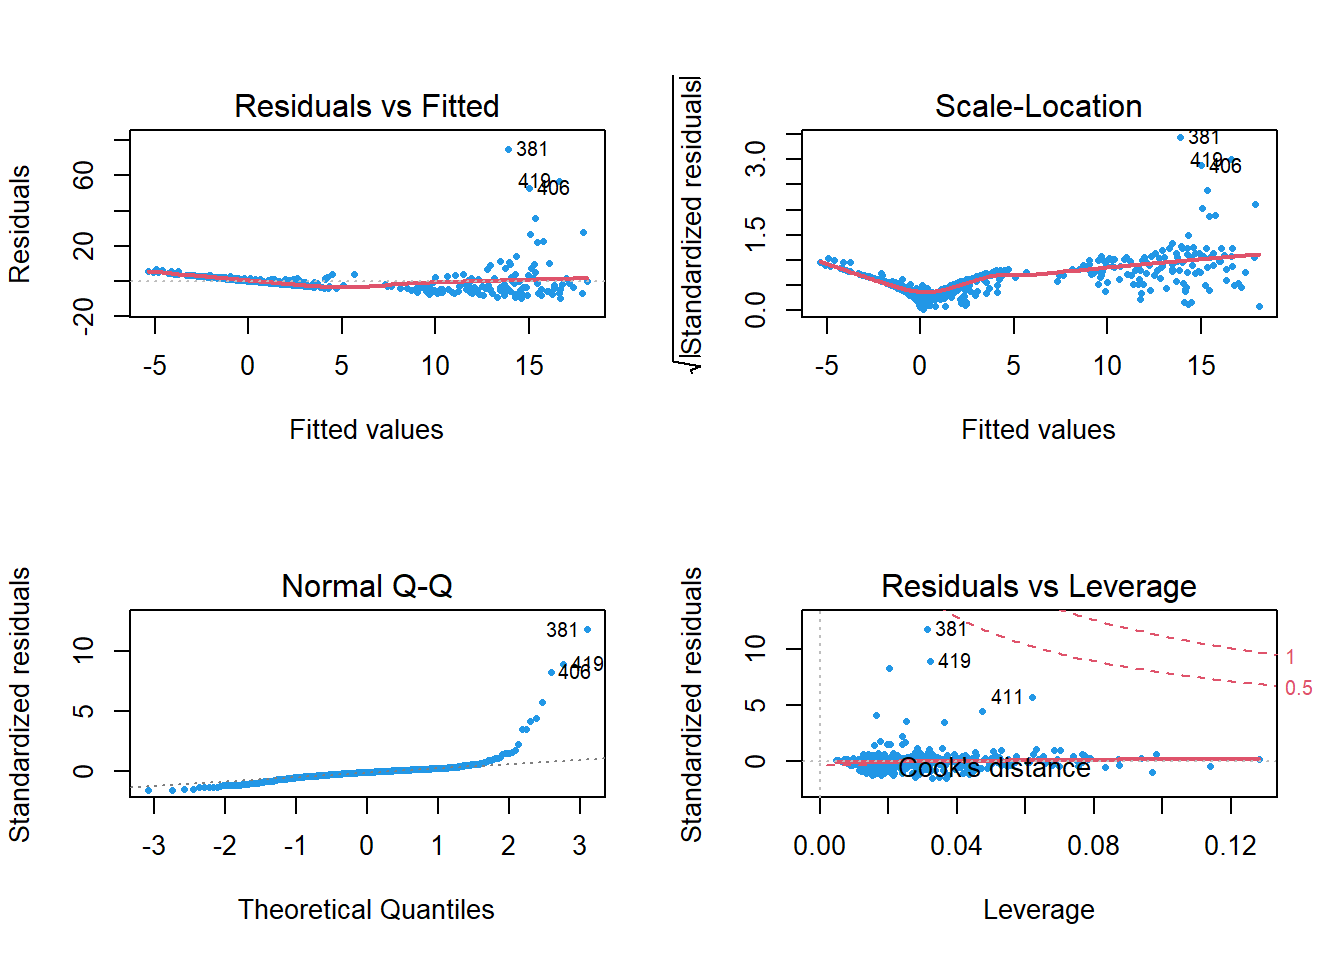 Residuals vs Fitted
Residuals
60
20
-20
381
419
406
-5 0 5 10 15
Fitted values
Scale-Location
√|Standardized residuals|
3.0
1.5
0.0
381
419
406
-5 0 5 10 15
Fitted values
Normal Q-Q
Standardized residuals
10
5
0
381
419
406
-3 -2 -1 0 1 2 3
Theoretical Quantiles
Residuals vs Leverage
Standardized residuals
10
5
0
381
419
411
1
0.5
Cook's distance
0.00 0.04 0.08 0.12
Leverage